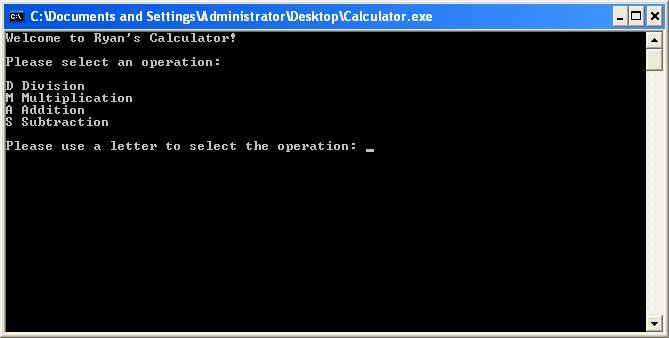 C:\Documents and Settings\Administrator\Desktop\Calculator.exe
Welcome to Ryan's Calculator!
Please select an operation:
D Division
M Multiplication
A Addition
S Subtraction
Please use a letter to select the operation: _